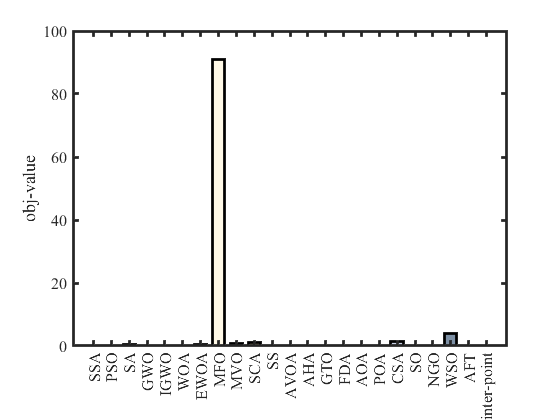 100
80
60
40
20
0
obj-value
SSA
PSO
SA
GWO
IGWO
WOA
EWOA
MFO
MVO
SCA
SS
AVOA
AHA
GTO
FDA
AOA
POA
CSA
SO
NGO
WSO
AFT
inter-point